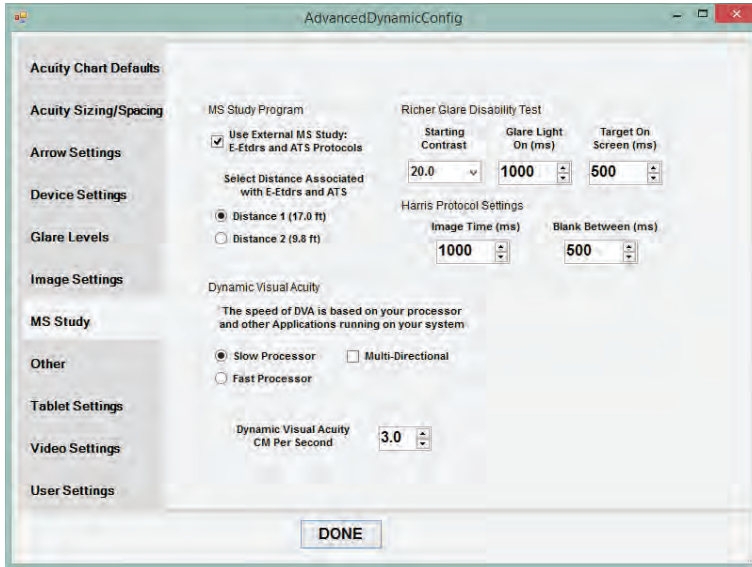 AdvancedDynamicConfig
Acuity Chart Defaults
Acuity Sizing/Spacing
Arrow Settings
Device Settings
Glare Levels
Image Settings
MS Study
Other
Tablet Settings
Video Settings
User Settings
MS Study Program
Use External MS Study:
E-Etdrs and ATS Protocols
Select Distance Associated
with E-Etdrs and ATS
Distance 1 (17.0 ft)
Distance 2 (9.8 ft)
Richer Glare Disability Test
Starting Contrast
Glare Light On (ms)
Target On Screen (ms)
20.0
1000
500
Harris Protocol Settings
Image Time (ms)
Blank Between (ms)
1000
500
Dynamic Visual Acuity
The speed of DVA is based on your processor
and other Applications running on your system
Slow Processor
Multi-Directional
Fast Processor
Dynamic Visual Acuity
CM Per Second
3.0
DONE